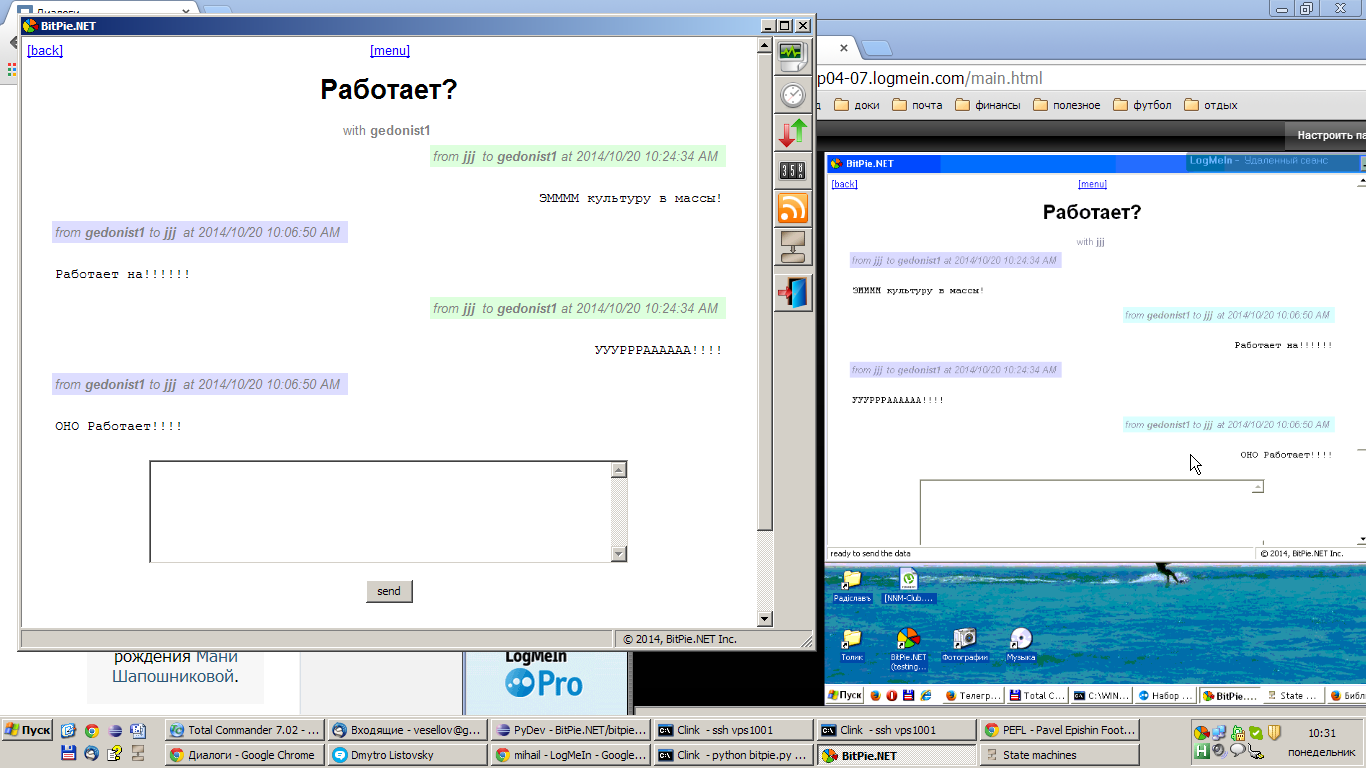 Диалоги
BitPie.NET
[back]
[menu]
Работает?
with gedonist1
from jjj to gedonist1 at 2014/10/20 10:24:34 AM
ЭММММ культуру в массы!
from gedonist1 to jjj at 2014/10/20 10:06:50 AM
Работает на!!!!!!
from jjj to gedonist1 at 2014/10/20 10:24:34 AM
УУУРРРАААААА!!!!
from gedonist1 to jjj at 2014/10/20 10:06:50 AM
ОНО Работает!!!!
send
© 2014, BitPie.NET Inc.
рождения Мани
Шапошниковой.
LogMeIn
Pro
p04-07.logmein.com/main.html
доки
почта
финансы
полезное
футбол
отдых
Настроить па
BitPie.NET
LogMeIn - Удаленный сеанс
[back]
[menu]
Работает?
with jjj
from jjj to gedonist1 at 2014/10/20 10:24:34 AM
ЭММММ культуру в массы!
from gedonist1 to jjj at 2014/10/20 10:06:50 AM
Работает на!!!!!!
from jjj to gedonist1 at 2014/10/20 10:24:34 AM
УУУРРРАААААА!!!!
from gedonist1 to jjj at 2014/10/20 10:06:50 AM
ОНО Работает!!!!
ready to send the data
© 2014, BitPie.NET Inc.
Радiславъ
[NNM-Club....
Толик
BitPie.NET
(testing...
Фотографии
Музыка
Пуск
Телегр...
Total C...
C:\WIN...
Набор ...
BitPie....
State ...
Библ
Пуск
Total Commander 7.02 - ...
Входящие - vesellov@g...
PyDev - BitPie.NET/bitpie...
Clink - ssh vps1001
Clink - ssh vps1001
PEFL - Pavel Epishin Foot...
10:31
Диалоги - Google Chrome
Dmytro Listovsky
mihail - LogMeIn - Google...
Clink - python bitpie.py ...
BitPie.NET
State machines
понедельник